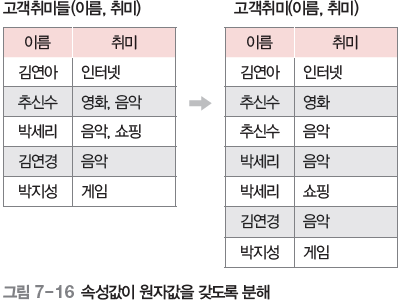 고객취미들(이름, 취미)
이름 취미
김연아 인터넷
추신수 영화, 음악
박세리 음악, 쇼핑
김연경 음악
박지성 게임
고객취미(이름, 취미)
이름 취미
김연아 인터넷
추신수 영화
추신수 음악
박세리 음악
박세리 쇼핑
김연경 음악
박지성 게임
그림 7-16 속성값이 원자값을 갖도록 분해